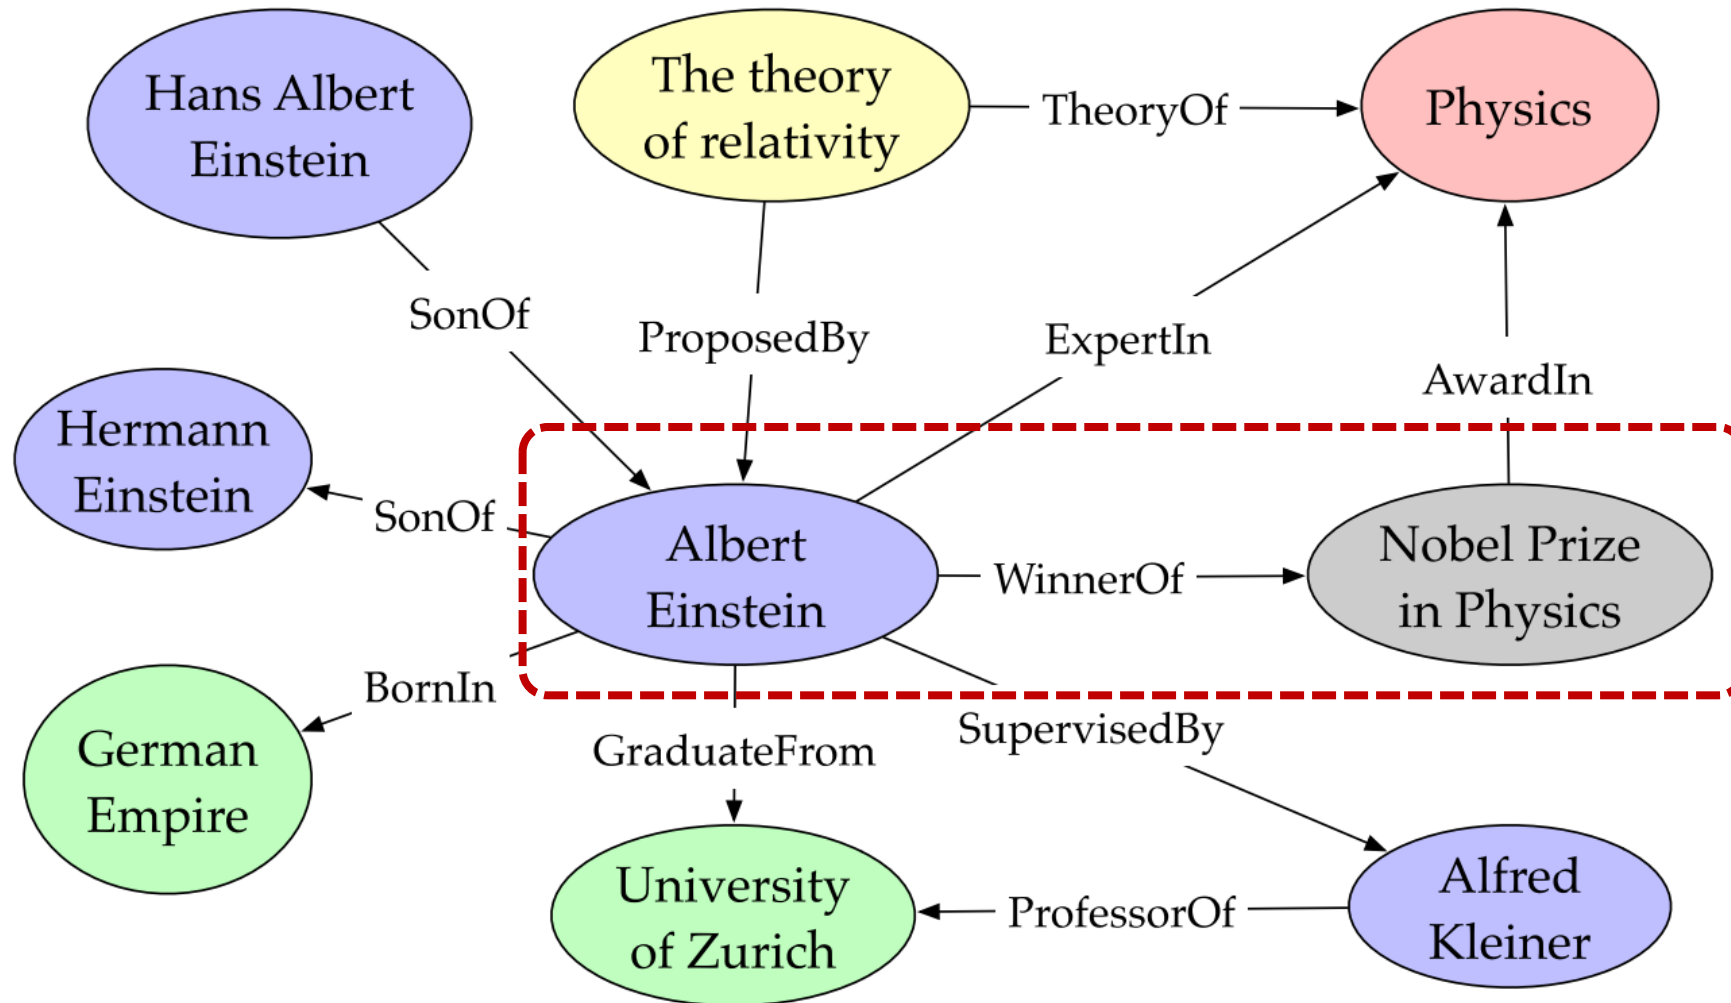 Hans Albert
Einstein
The theory
of relativity
TheoryOf
Physics
SonOf
ProposedBy
ExpertIn
AwardIn
Hermann
Einstein
SonOf
Albert
Einstein
WinnerOf
Nobel Prize
in Physics
BornIn
German
Empire
GraduateFrom
SupervisedBy
University
of Zurich
ProfessorOf
Alfred
Kleiner